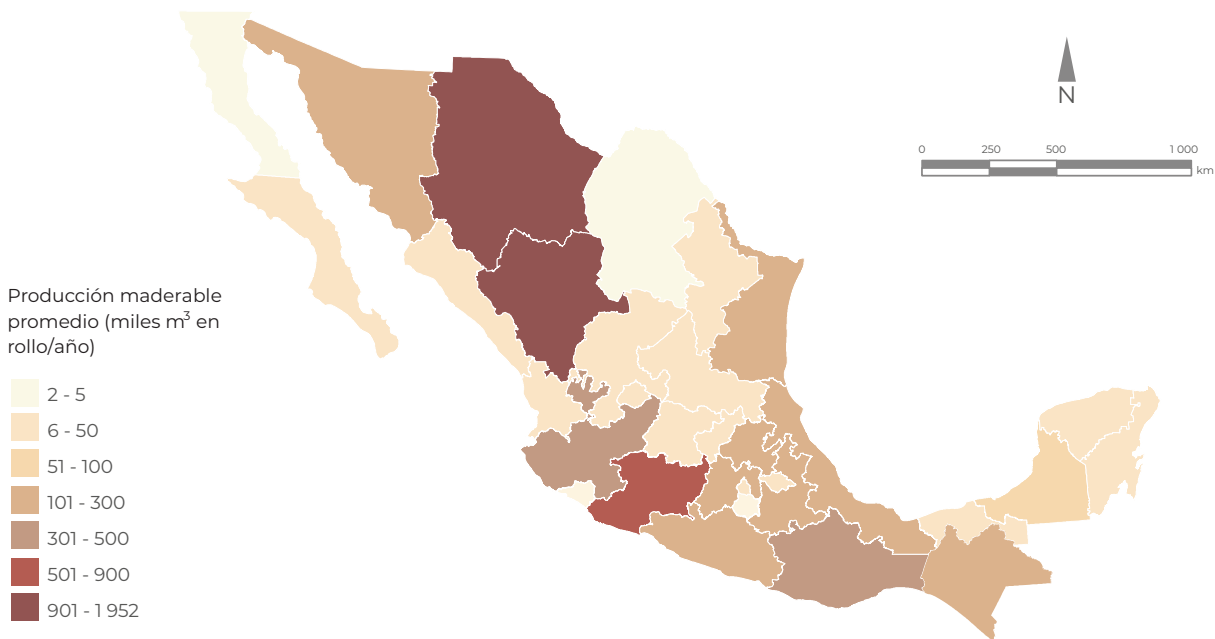 N
0 250 500 1 000
km
Producción maderable
promedio (miles m³ en
rollo/año)
2 - 5
6 - 50
51 - 100
101 - 300
301 - 500
501 - 900
901 - 1 952